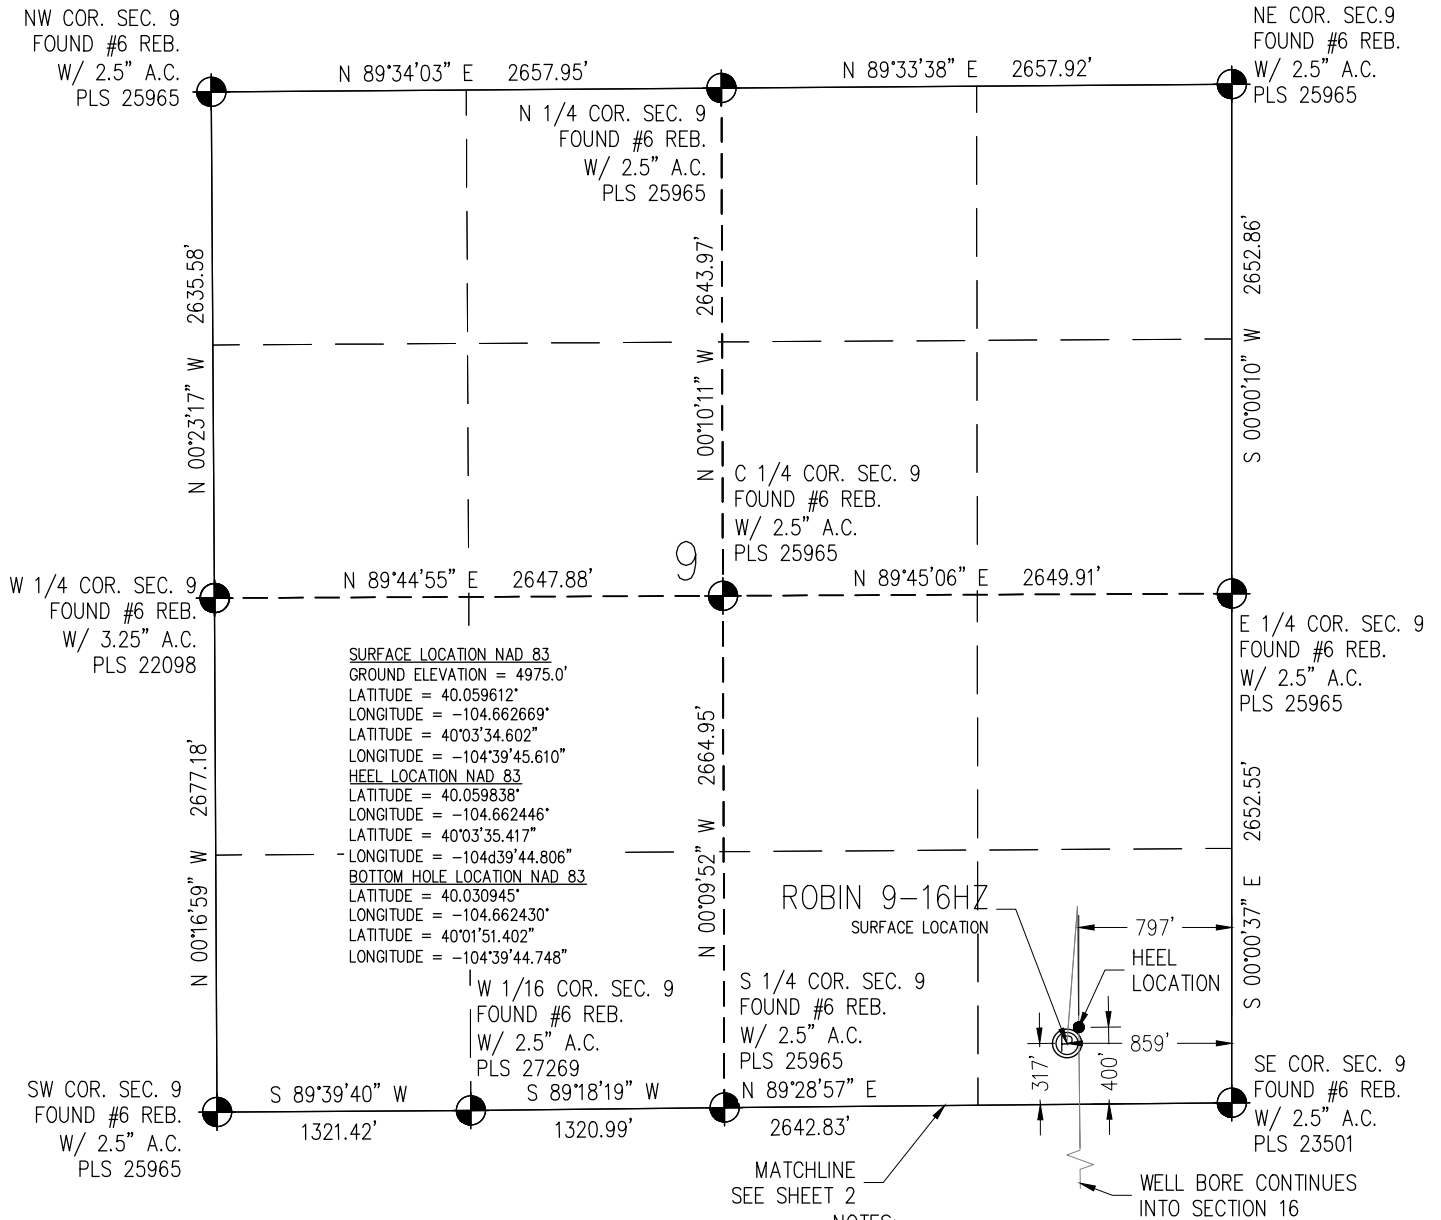 NW COR. SEC. 9
FOUND #6 REB.
W/ 2.5" A.C.
PLS 25965
N 89°34'03" E 2657.95'
N 1/4 COR. SEC. 9
FOUND #6 REB.
W/ 2.5" A.C.
PLS 25965
N 89°33'38" E 2657.92'
NE COR. SEC.9
FOUND #6 REB.
W/ 2.5" A.C.
PLS 25965
N 00°23'17" W 2635.58'
N 00°10'11" W 2643.97'
S 00°00'10" W 2652.86'
C 1/4 COR. SEC. 9
FOUND #6 REB.
W/ 2.5" A.C.
PLS 25965
9
W 1/4 COR. SEC. 9
FOUND #6 REB.
W/ 3.25" A.C.
PLS 22098
N 89°44'55" E 2647.88'
N 89°45'06" E 2649.91'
E 1/4 COR. SEC. 9
FOUND #6 REB.
W/ 2.5" A.C.
PLS 25965
SURFACE LOCATION NAD 83
GROUND ELEVATION = 4975.0'
LATITUDE = 40.059612°
LONGITUDE = -104.662669°
LATITUDE = 40°03'34.602"
LONGITUDE = -104°39'45.610"
HEEL LOCATION NAD 83
LATITUDE = 40.059838°
LONGITUDE = -104.662446°
LATITUDE = 40°03'35.417"
LONGITUDE = -104d39'44.806"
BOTTOM HOLE LOCATION NAD 83
LATITUDE = 40.030945°
LONGITUDE = -104.662430°
LATITUDE = 40°01'51.402"
LONGITUDE = -104°39'44.748"
N 00°16'59" W 2677.18'
N 00°09'52" W 2664.95'
S 00°00'37" E 2652.55'
ROBIN 9-16HZ
SURFACE LOCATION
797'
HEEL
LOCATION
859'
317'
400'
W 1/16 COR. SEC. 9
FOUND #6 REB.
W/ 2.5" A.C.
PLS 27269
S 1/4 COR. SEC. 9
FOUND #6 REB.
W/ 2.5" A.C.
PLS 25965
SW COR. SEC. 9
FOUND #6 REB.
W/ 2.5" A.C.
PLS 25965
S 89°39'40" W
1321.42'
S 89°18'19" W
1320.99'
N 89°28'57" E
2642.83'
SE COR. SEC. 9
FOUND #6 REB.
W/ 2.5" A.C.
PLS 23501
MATCHLINE
SEE SHEET 2
WELL BORE CONTINUES
INTO SECTION 16
NOTES: